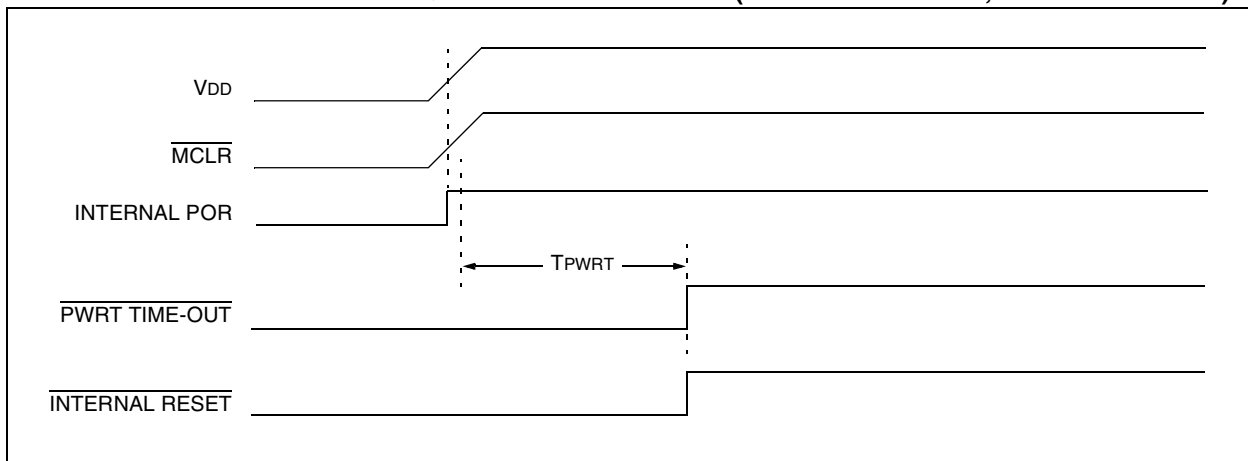 VDD
MCLR
INTERNAL POR
TPWRT
PWRT TIME-OUT
INTERNAL RESET